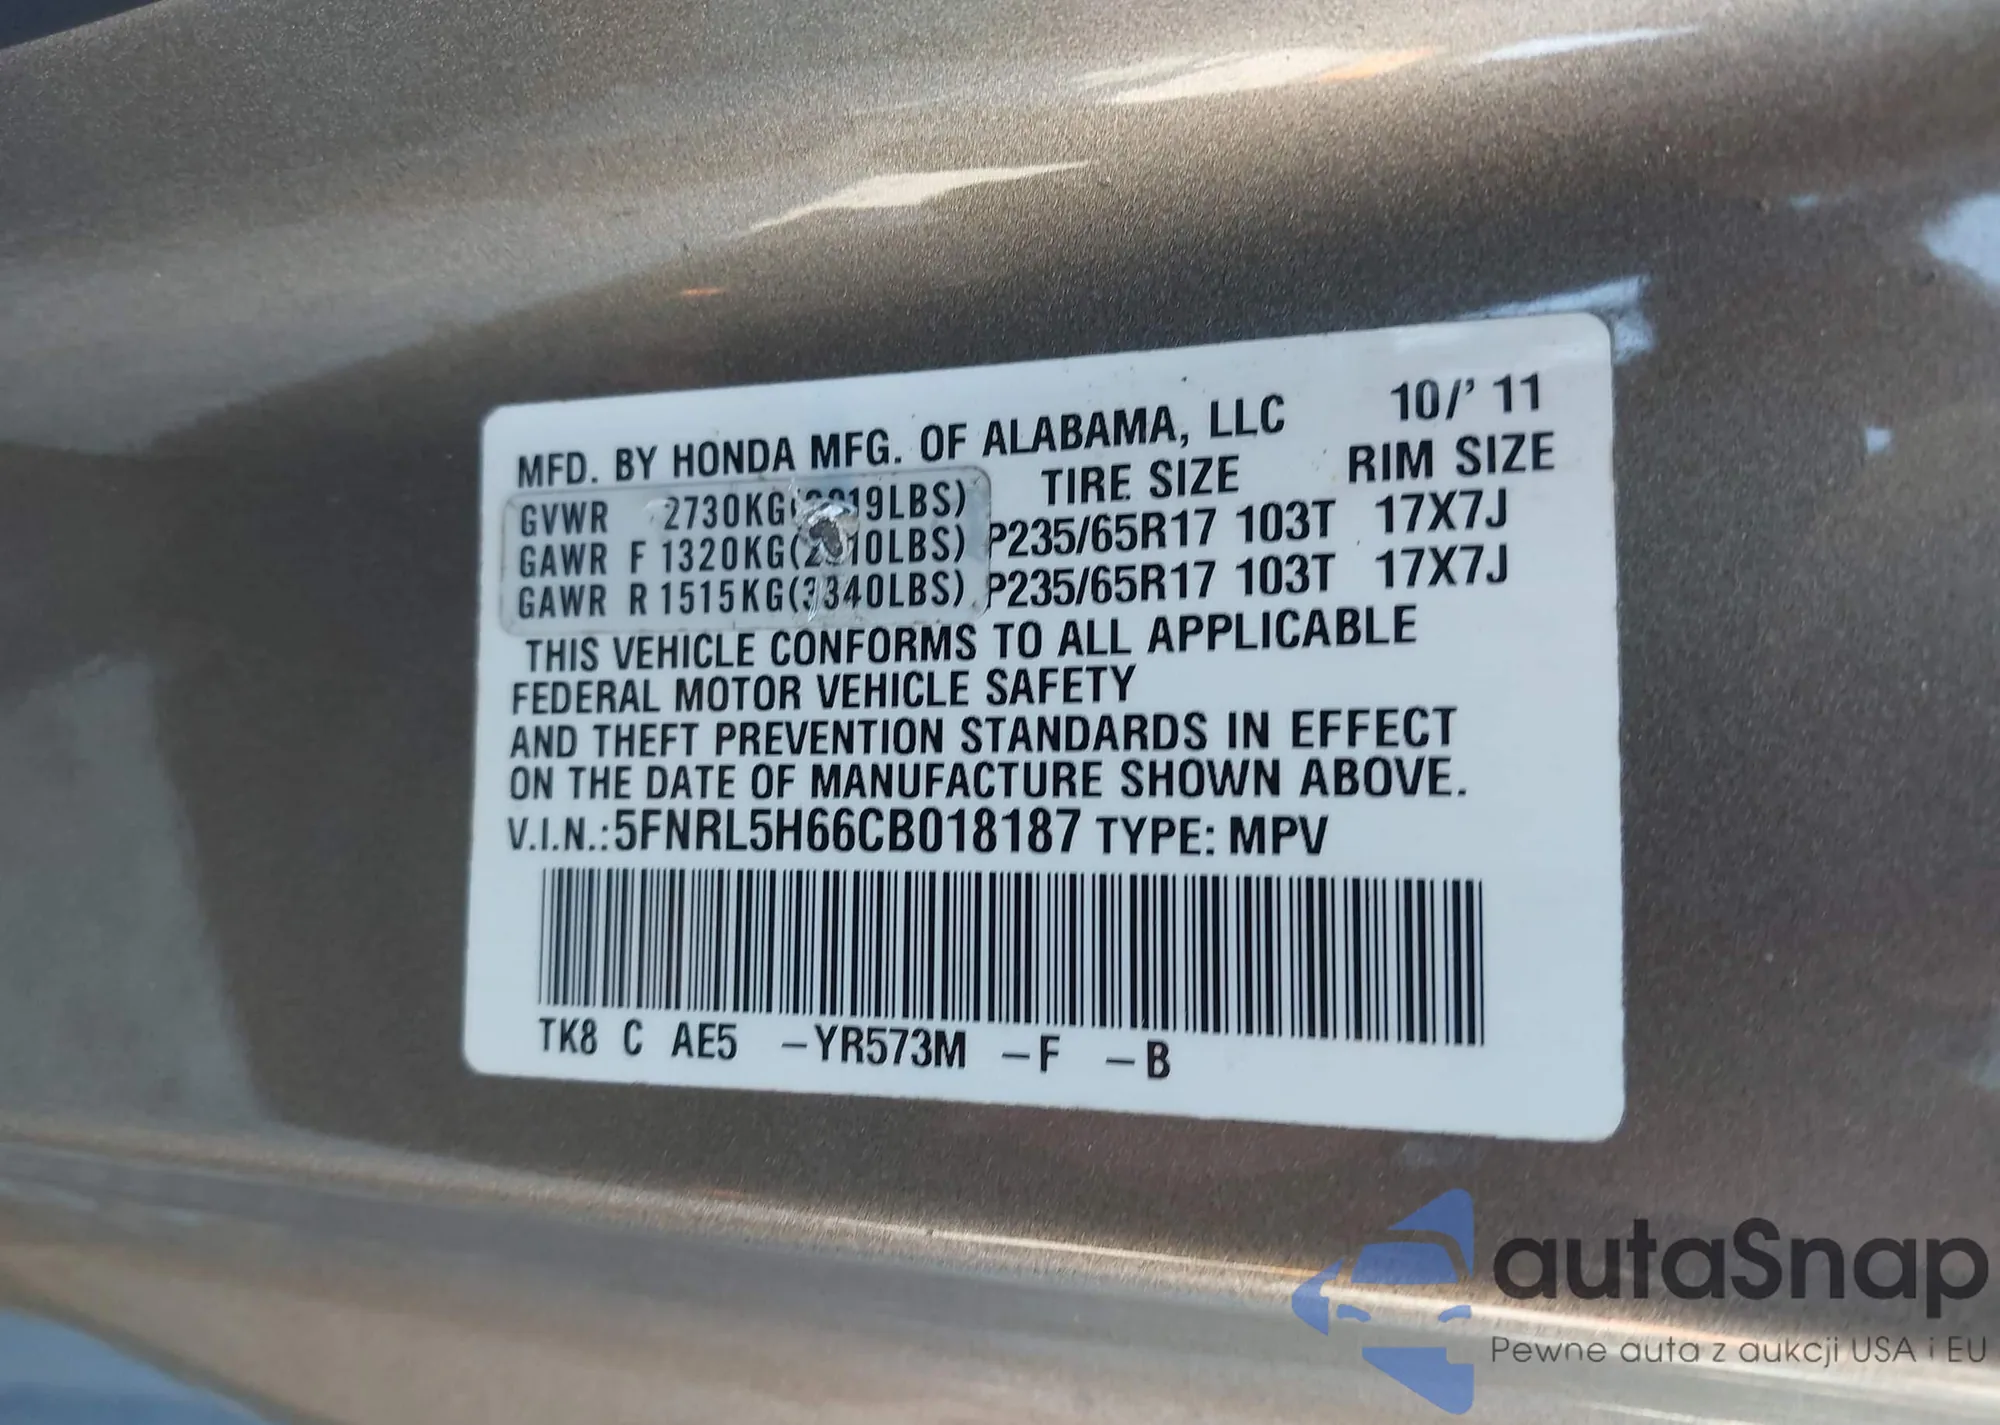 MFD. BY HONDA MFG. OF ALABAMA, LLC 10/' 11
TIRE SIZE RIM SIZE
GVWR 2730KG
GAWR F 1320KG P235/65R17 103T 17X7J
GAWR R 1515KG(3340LBS) P235/65R17 103T 17X7J
THIS VEHICLE CONFORMS TO ALL APPLICABLE
FEDERAL MOTOR VEHICLE SAFETY
AND THEFT PREVENTION STANDARDS IN EFFECT
ON THE DATE OF MANUFACTURE SHOWN ABOVE.
V.I.N.:5FNRL5H66CB018187 TYPE: MPV
TK8 C AE5 –YR573M –F –B
autaSnap
Pewne auta z aukcji USA i EU